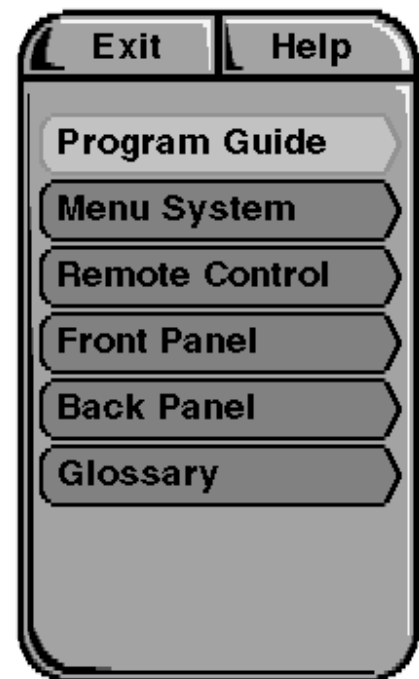 Exit Help
Program Guide
Menu System
Remote Control
Front Panel
Back Panel
Glossary